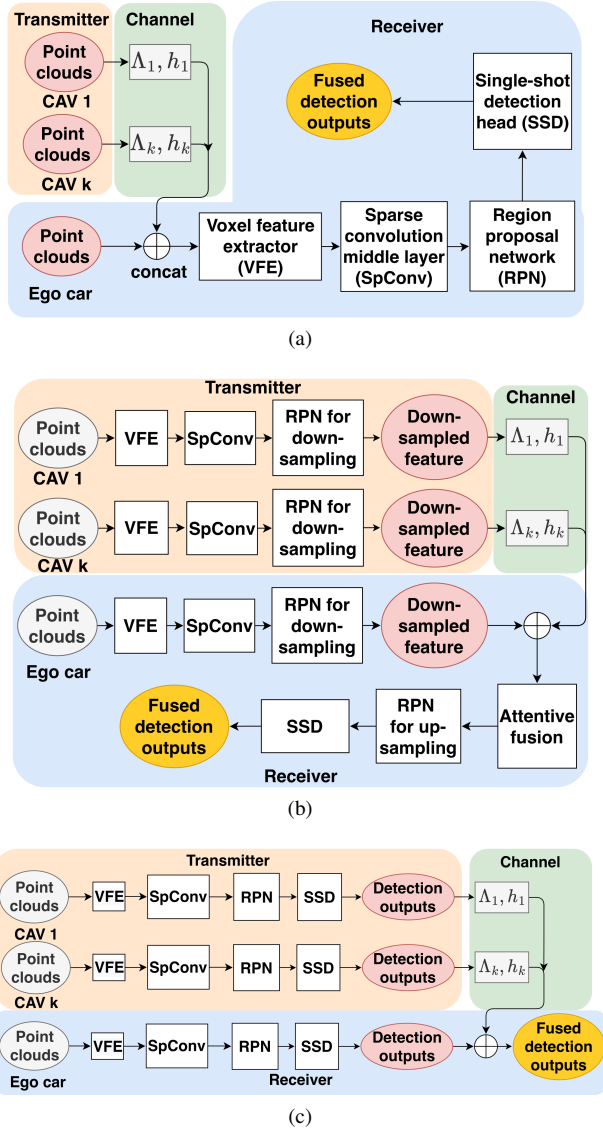 Transmitter
Channel
Receiver
Point
clouds
CAV 1
Λ₁, h₁
Point
clouds
CAV k
Λₖ, hₖ
Fused
detection
outputs
Single-shot
detection
head (SSD)
Point
clouds
Ego car
concat
Voxel feature
extractor
(VFE)
Sparse
convolution
middle layer
(SpConv)
Region
proposal
network
(RPN)
(a)
Transmitter
Channel
Point
clouds
CAV 1
VFE
SpConv
RPN for
down-
sampling
Down-
sampled
feature
Λ₁, h₁
Point
clouds
CAV k
VFE
SpConv
RPN for
down-
sampling
Down-
sampled
feature
Λₖ, hₖ
Point
clouds
Ego car
VFE
SpConv
RPN for
down-
sampling
Down-
sampled
feature
Fused
detection
outputs
SSD
RPN
for up-
sampling
Attentive
fusion
Receiver
(b)
Transmitter
Channel
Point
clouds
CAV 1
VFE
SpConv
RPN
SSD
Detection
outputs
Λ₁, h₁
Point
clouds
CAV k
VFE
SpConv
RPN
SSD
Detection
outputs
Λₖ, hₖ
Point
clouds
Ego car
VFE
SpConv
RPN
SSD
Detection
outputs
Fused
detection
outputs
Receiver
(c)